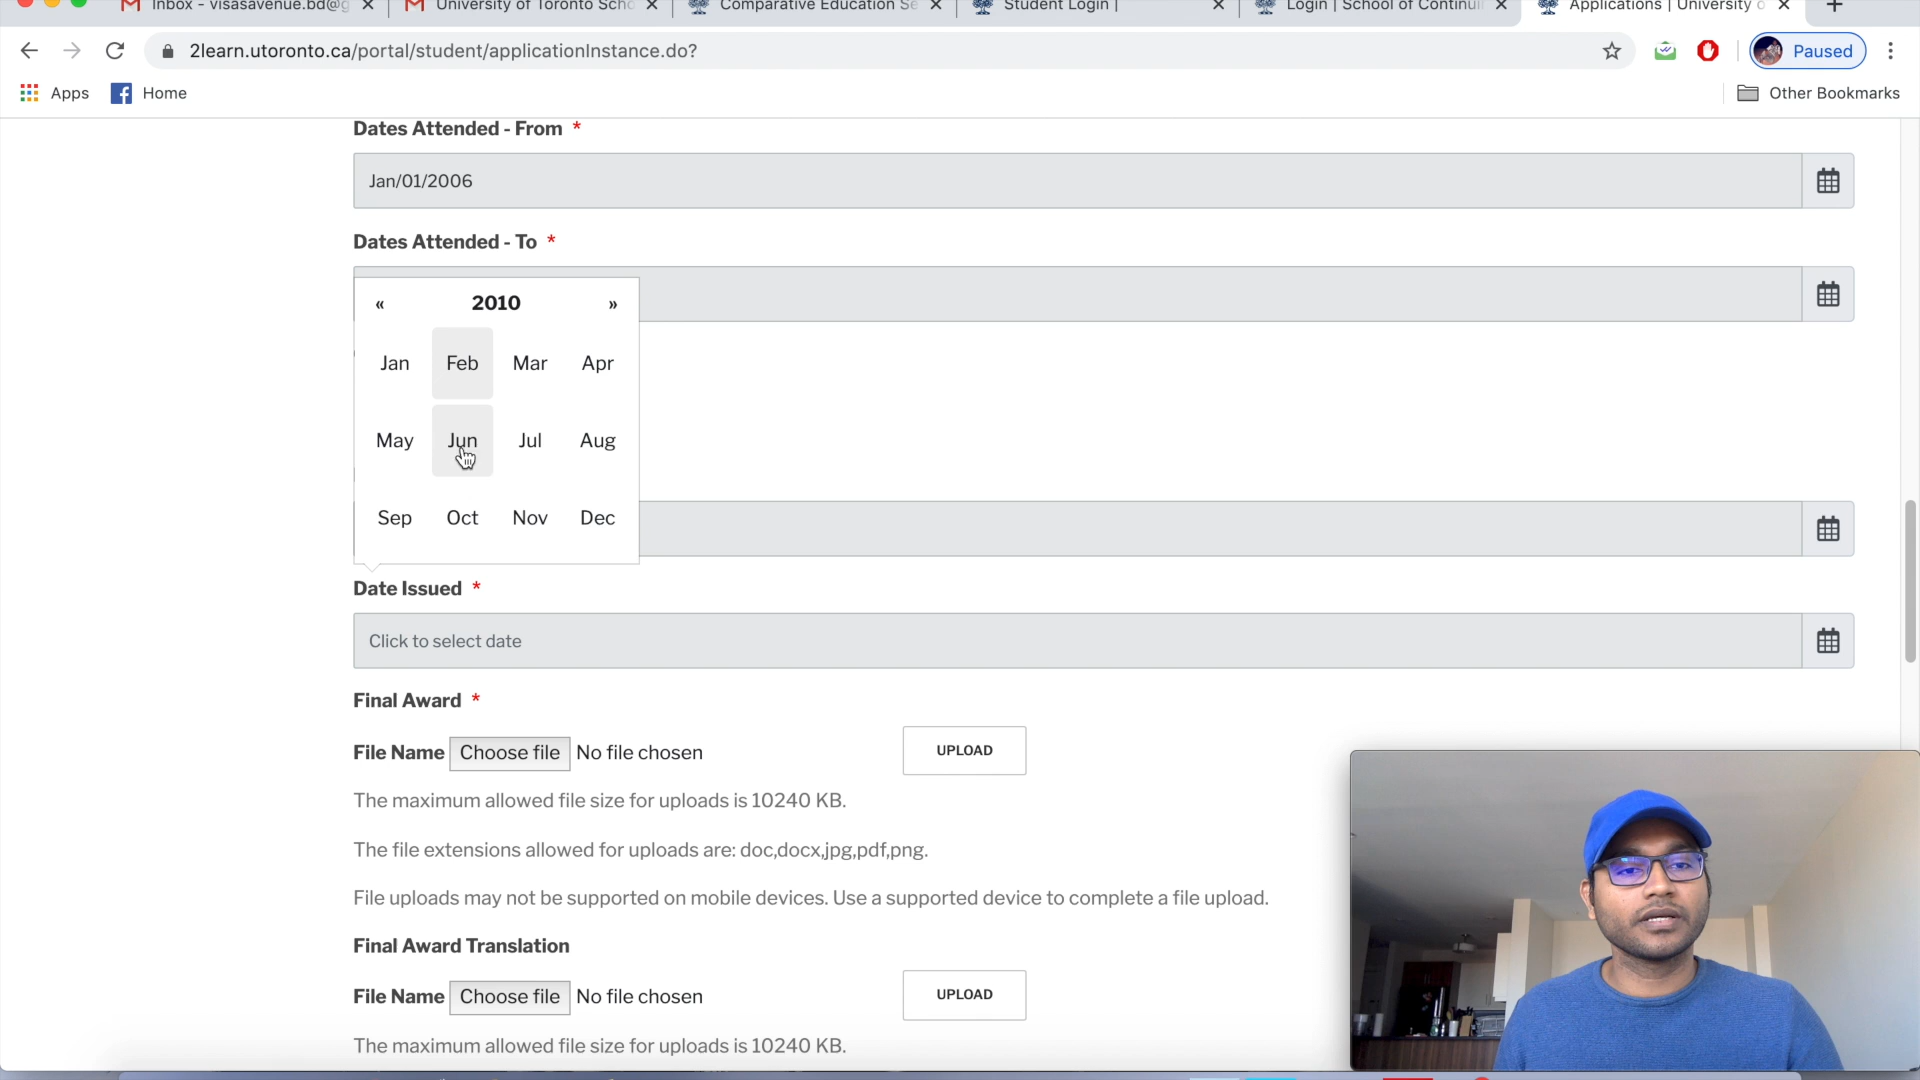 Inbox - visasavenue.bd@g
University of Toronto Scho
Comparative Education Se
Student Login |
Login | School of Continui
Applications | University o
2learn.utoronto.ca/portal/student/applicationInstance.do?
Paused
Apps
Home
Other Bookmarks
Dates Attended - From *
Jan/01/2006
Dates Attended - To *
« 2010 »
Jan Feb Mar Apr
May Jun Jul Aug
Sep Oct Nov Dec
Date Issued *
Click to select date
Final Award *
File Name Choose file No file chosen UPLOAD
The maximum allowed file size for uploads is 10240 KB.
The file extensions allowed for uploads are: doc,docx,jpg,pdf,png.
File uploads may not be supported on mobile devices. Use a supported device to complete a file upload.
Final Award Translation
File Name Choose file No file chosen UPLOAD
The maximum allowed file size for uploads is 10240 KB.